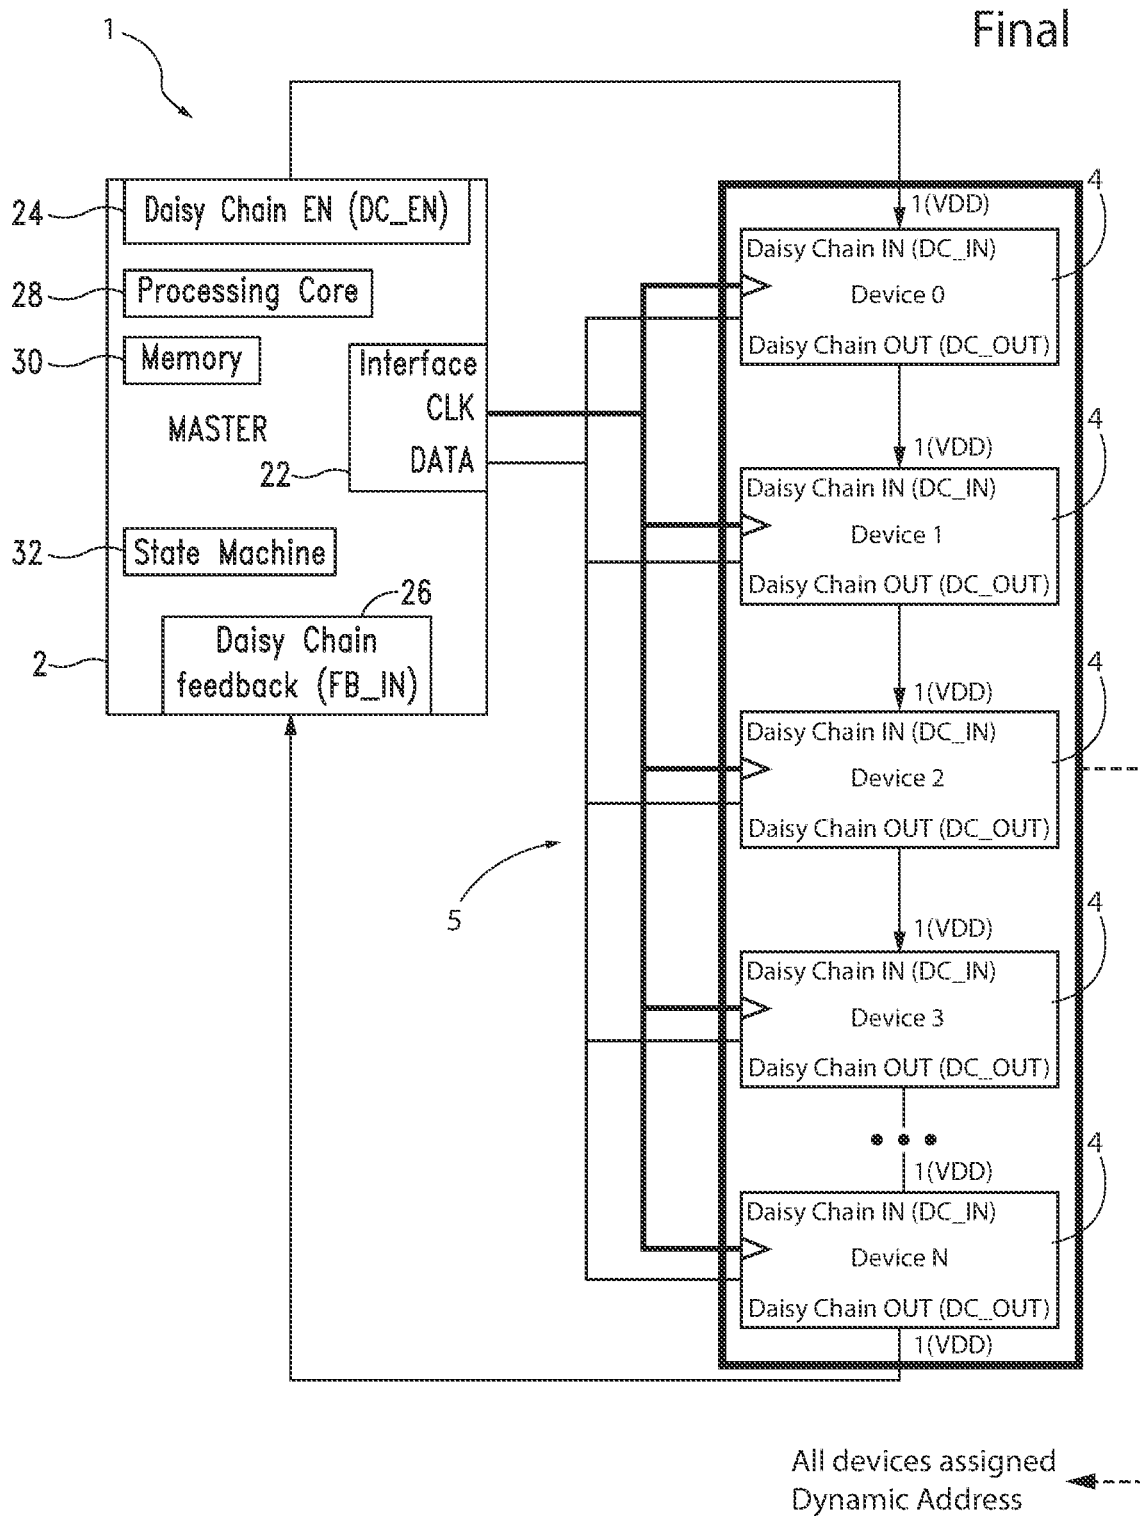 Final
1
24
Daisy Chain EN (DC_EN)
28
Processing Core
30
Memory
Interface
CLK
DATA
MASTER
22
32
State Machine
26
2
Daisy Chain
feedback (FB_IN)
5
4
1(VDD)
Daisy Chain IN (DC_IN)
Device 0
Daisy Chain OUT (DC_OUT)
4
1(VDD)
Daisy Chain IN (DC_IN)
Device 1
Daisy Chain OUT (DC_OUT)
4
1(VDD)
Daisy Chain IN (DC_IN)
Device 2
Daisy Chain OUT (DC_OUT)
4
1(VDD)
Daisy Chain IN (DC_IN)
Device 3
Daisy Chain OUT (DC_OUT)
• • •
4
1(VDD)
Daisy Chain IN (DC_IN)
Device N
Daisy Chain OUT (DC_OUT)
1(VDD)
All devices assigned
Dynamic Address